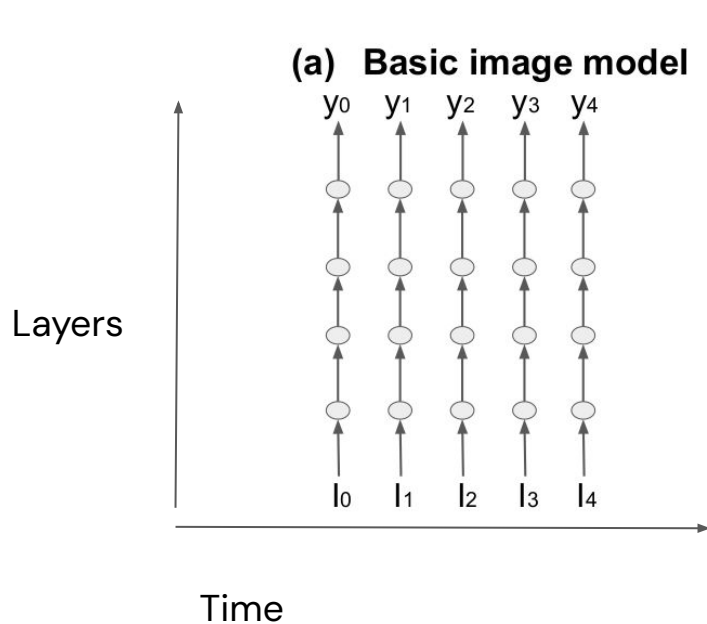 (a) Basic image model
y0 y1 y2 y3 y4
Layers
I0 I1 I2 I3 I4
Time